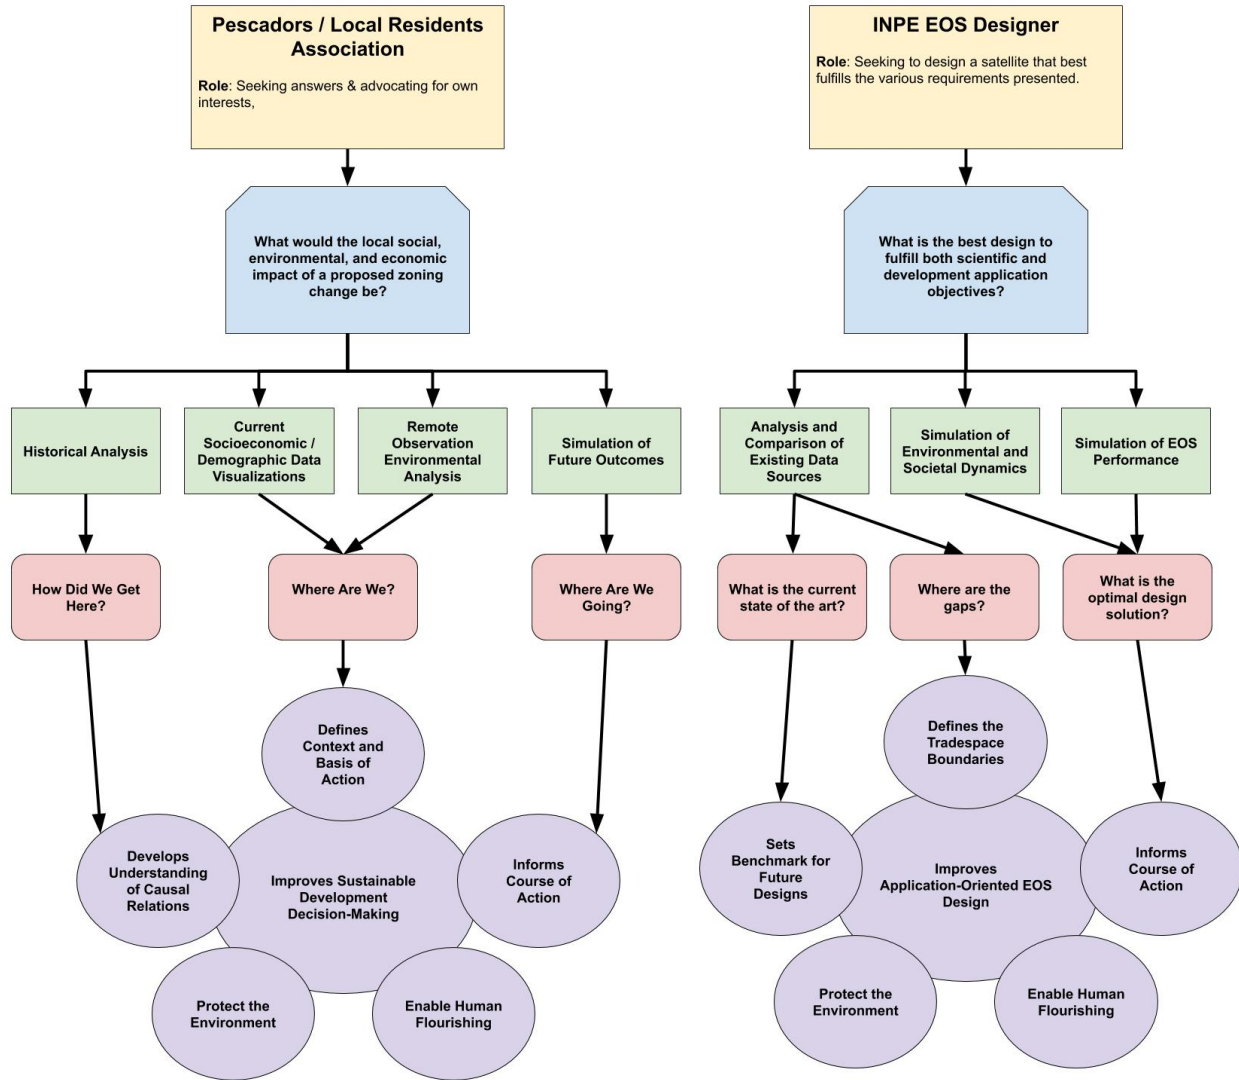 Pescadors / Local Residents
Association
Role: Seeking answers & advocating for own
interests,
INPE EOS Designer
Role: Seeking to design a satellite that best
fulfills the various requirements presented.
What would the local social,
environmental, and economic
impact of a proposed zoning
change be?
What is the best design to
fulfill both scientific and
development application
objectives?
Historical Analysis
Current
Socioeconomic /
Demographic Data
Visualizations
Remote
Observation
Environmental
Analysis
Simulation of
Future Outcomes
Analysis and
Comparison of
Existing Data
Sources
Simulation of
Environmental and
Societal Dynamics
Simulation of EOS
Performance
How Did We Get
Here?
Where Are We?
Where Are We
Going?
What is the current
state of the art?
Where are the
gaps?
What is the
optimal design
solution?
Defines
Context and
Basis of
Action
Develops
Understanding
of Causal
Relations
Improves Sustainable
Development
Decision-Making
Informs
Course of
Action
Protect the
Environment
Enable Human
Flourishing
Defines the
Tradespace
Boundaries
Sets
Benchmark for
Future
Designs
Improves
Application-Oriented EOS
Design
Informs
Course of
Action
Protect the
Environment
Enable Human
Flourishing